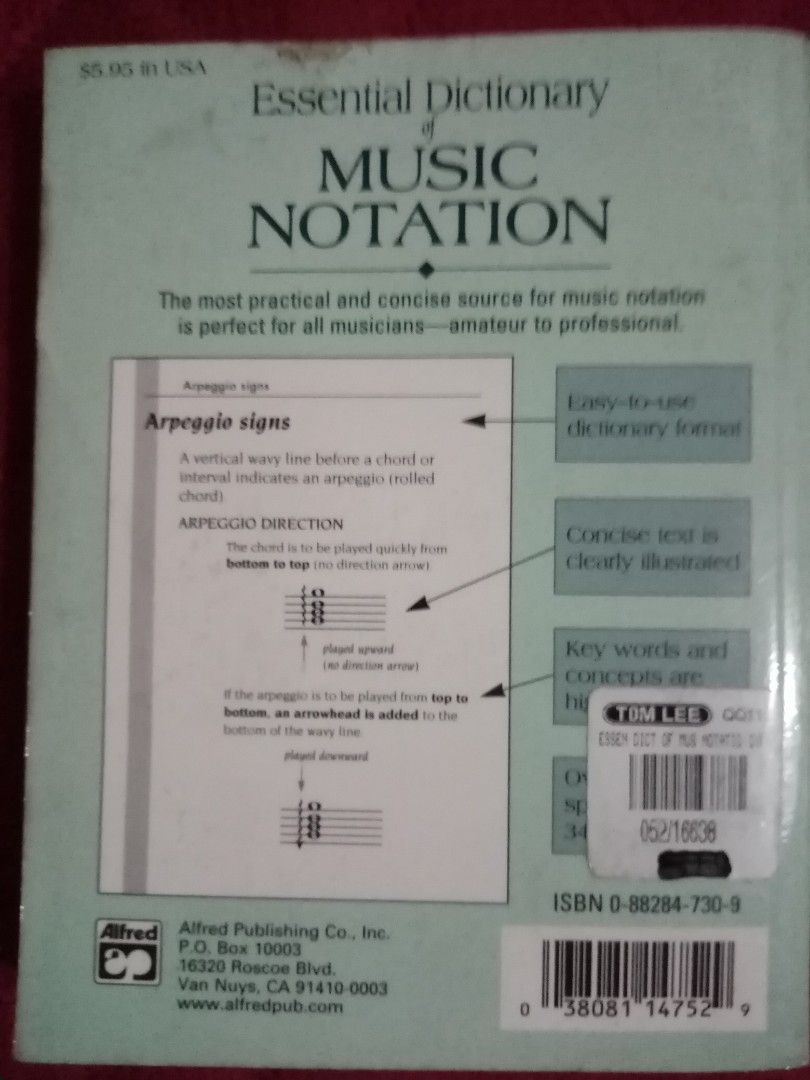 $5.95 in USA
Essential Dictionary
of
MUSIC
NOTATION
The most practical and concise source for music notation
is perfect for all musicians—amateur to professional.
Arpeggio signs
Arpeggio signs
A vertical wavy line before a chord or
interval indicates an arpeggio (rolled
chord).
ARPEGGIO DIRECTION
The chord is to be played quickly from
bottom to top (no direction arrow).
played upward
(no direction arrow)
If the arpeggio is to be played from top to
bottom, an arrowhead is added to the
bottom of the wavy line.
played downward
Easy-to-use
dictionary format
Concise text is
clearly illustrated
Key words and
concepts are
TOM LEE
ESSEN DICT OF MUS
052/16638
ISBN 0-88284-730-9
Alfred
Alfred Publishing Co., Inc.
P.O. Box 10003
16320 Roscoe Blvd.
Van Nuys, CA 91410-0003
www.alfredpub.com
0 38081 14752 9